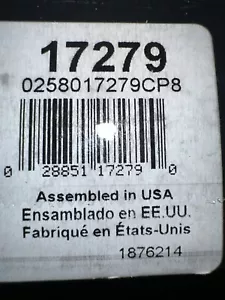 17279
0258017279CP8
0 28851 17279 0
Assembled in USA
Ensamblado en EE.UU.
Fabriqué en États-Unis
1876214